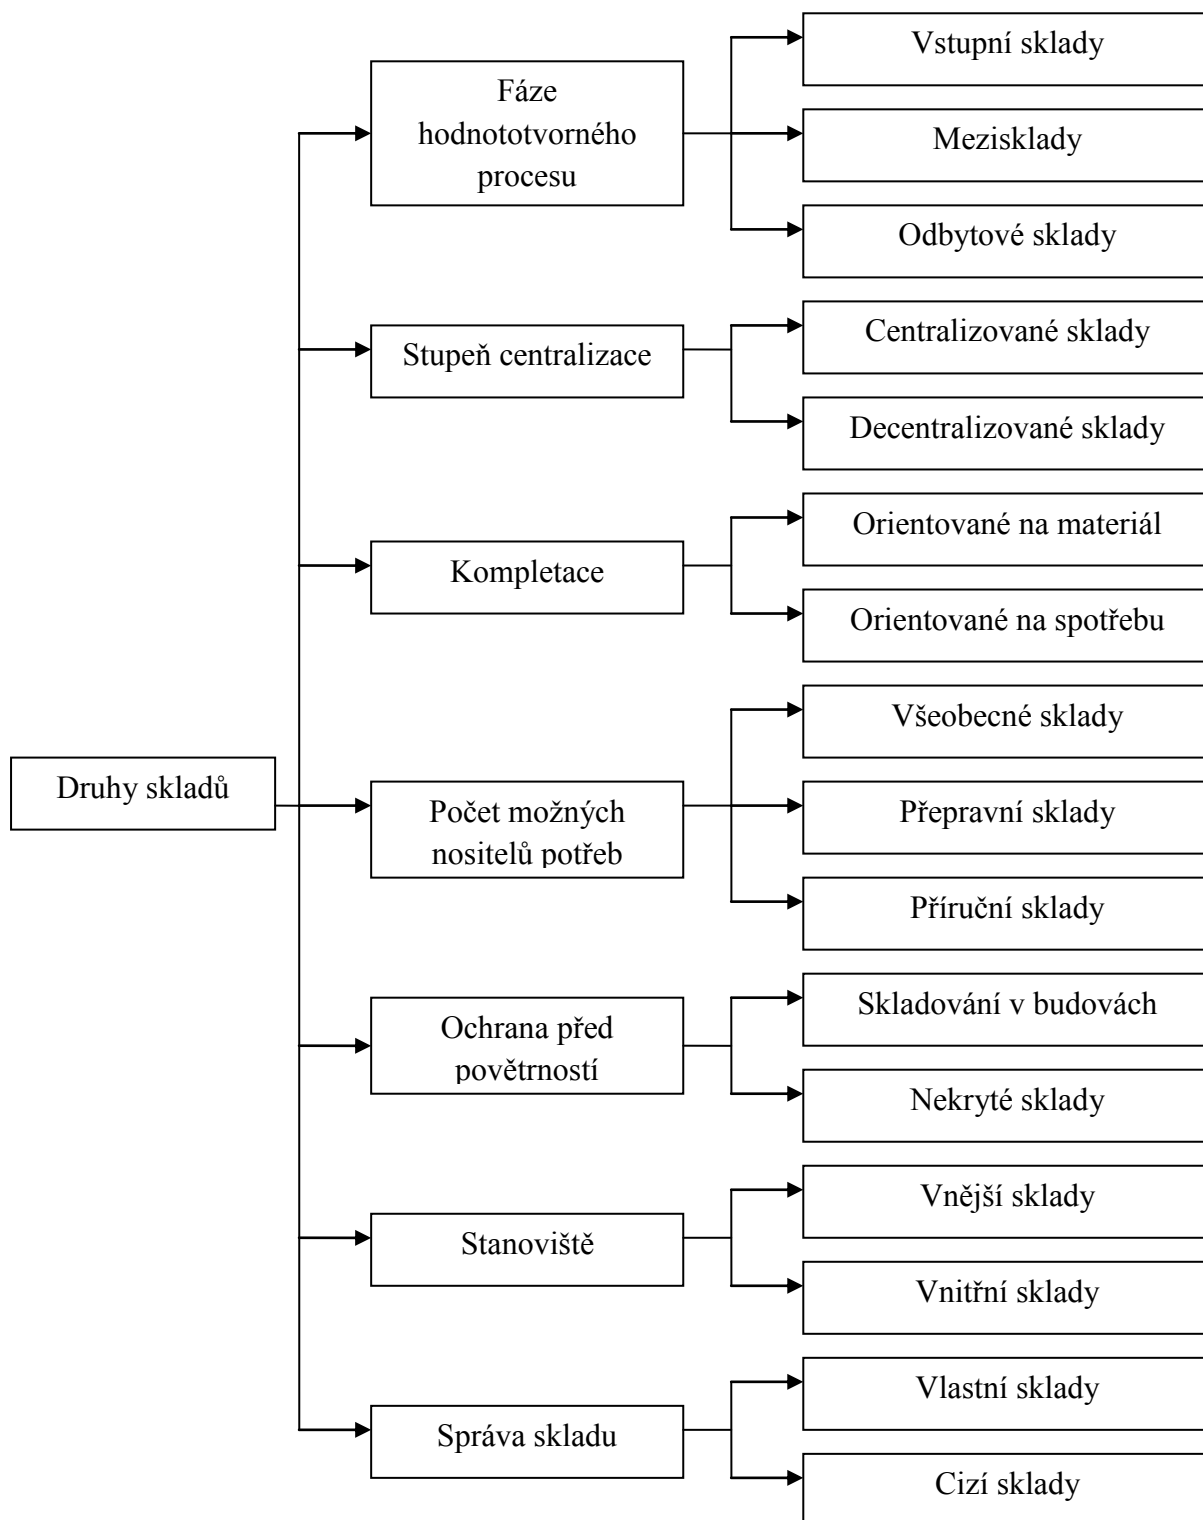 Druhy skladů
Fáze
hodnototvorného
procesu
Vstupní sklady
Mezisklady
Odbytové sklady
Stupeň centralizace
Centralizované sklady
Decentralizované sklady
Kompletace
Orientované na materiál
Orientované na spotřebu
Počet možných
nositelů potřeb
Všeobecné sklady
Přepravní sklady
Příruční sklady
Ochrana před
povětrností
Skladování v budovách
Nekryté sklady
Stanoviště
Vnější sklady
Vnitřní sklady
Správa skladu
Vlastní sklady
Cizí sklady